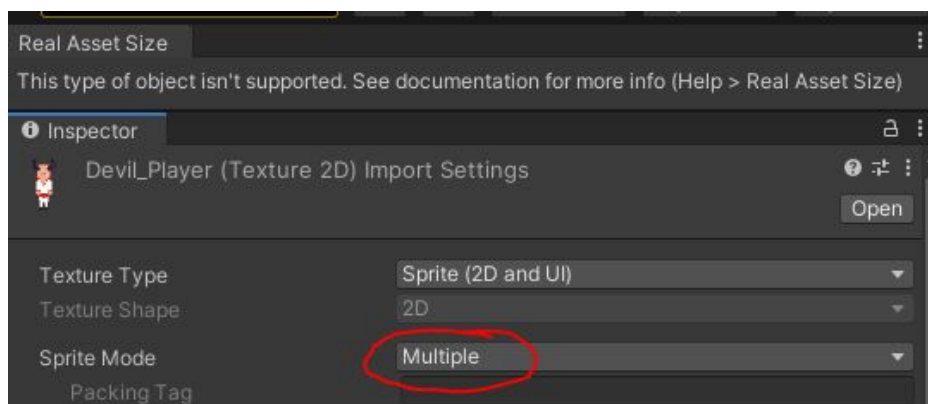 Real Asset Size
This type of object isn't supported. See documentation for more info (Help > Real Asset Size)
Inspector
Devil_Player (Texture 2D) Import Settings
Open
Texture Type Sprite (2D and UI)
Texture Shape 2D
Sprite Mode Multiple
Packing Tag